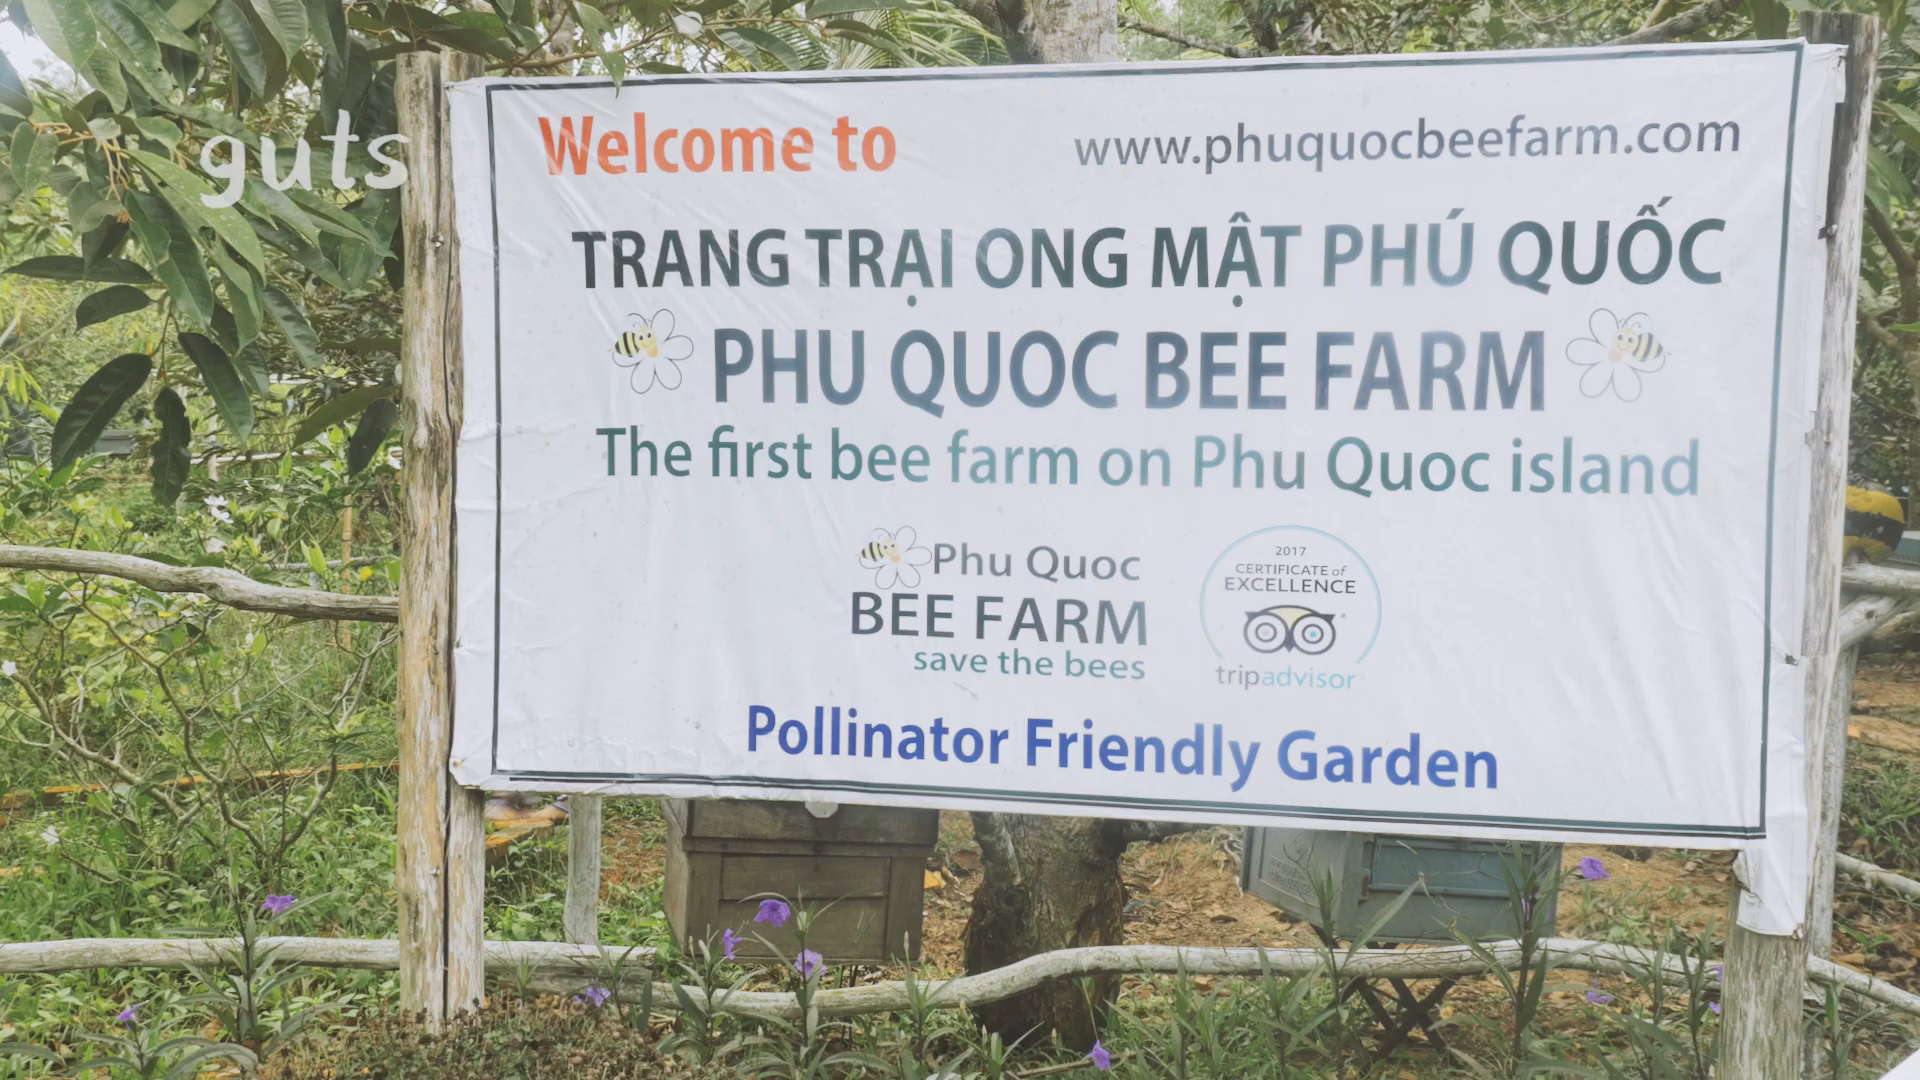 guts
Welcome to
www.phuquocbeefarm.com
TRANG TRẠI ONG MẬT PHÚ QUỐC
PHU QUOC BEE FARM
The first bee farm on Phu Quoc island
Phu Quoc
BEE FARM
save the bees
2017
CERTIFICATE of
EXCELLENCE
tripadvisor
Pollinator Friendly Garden